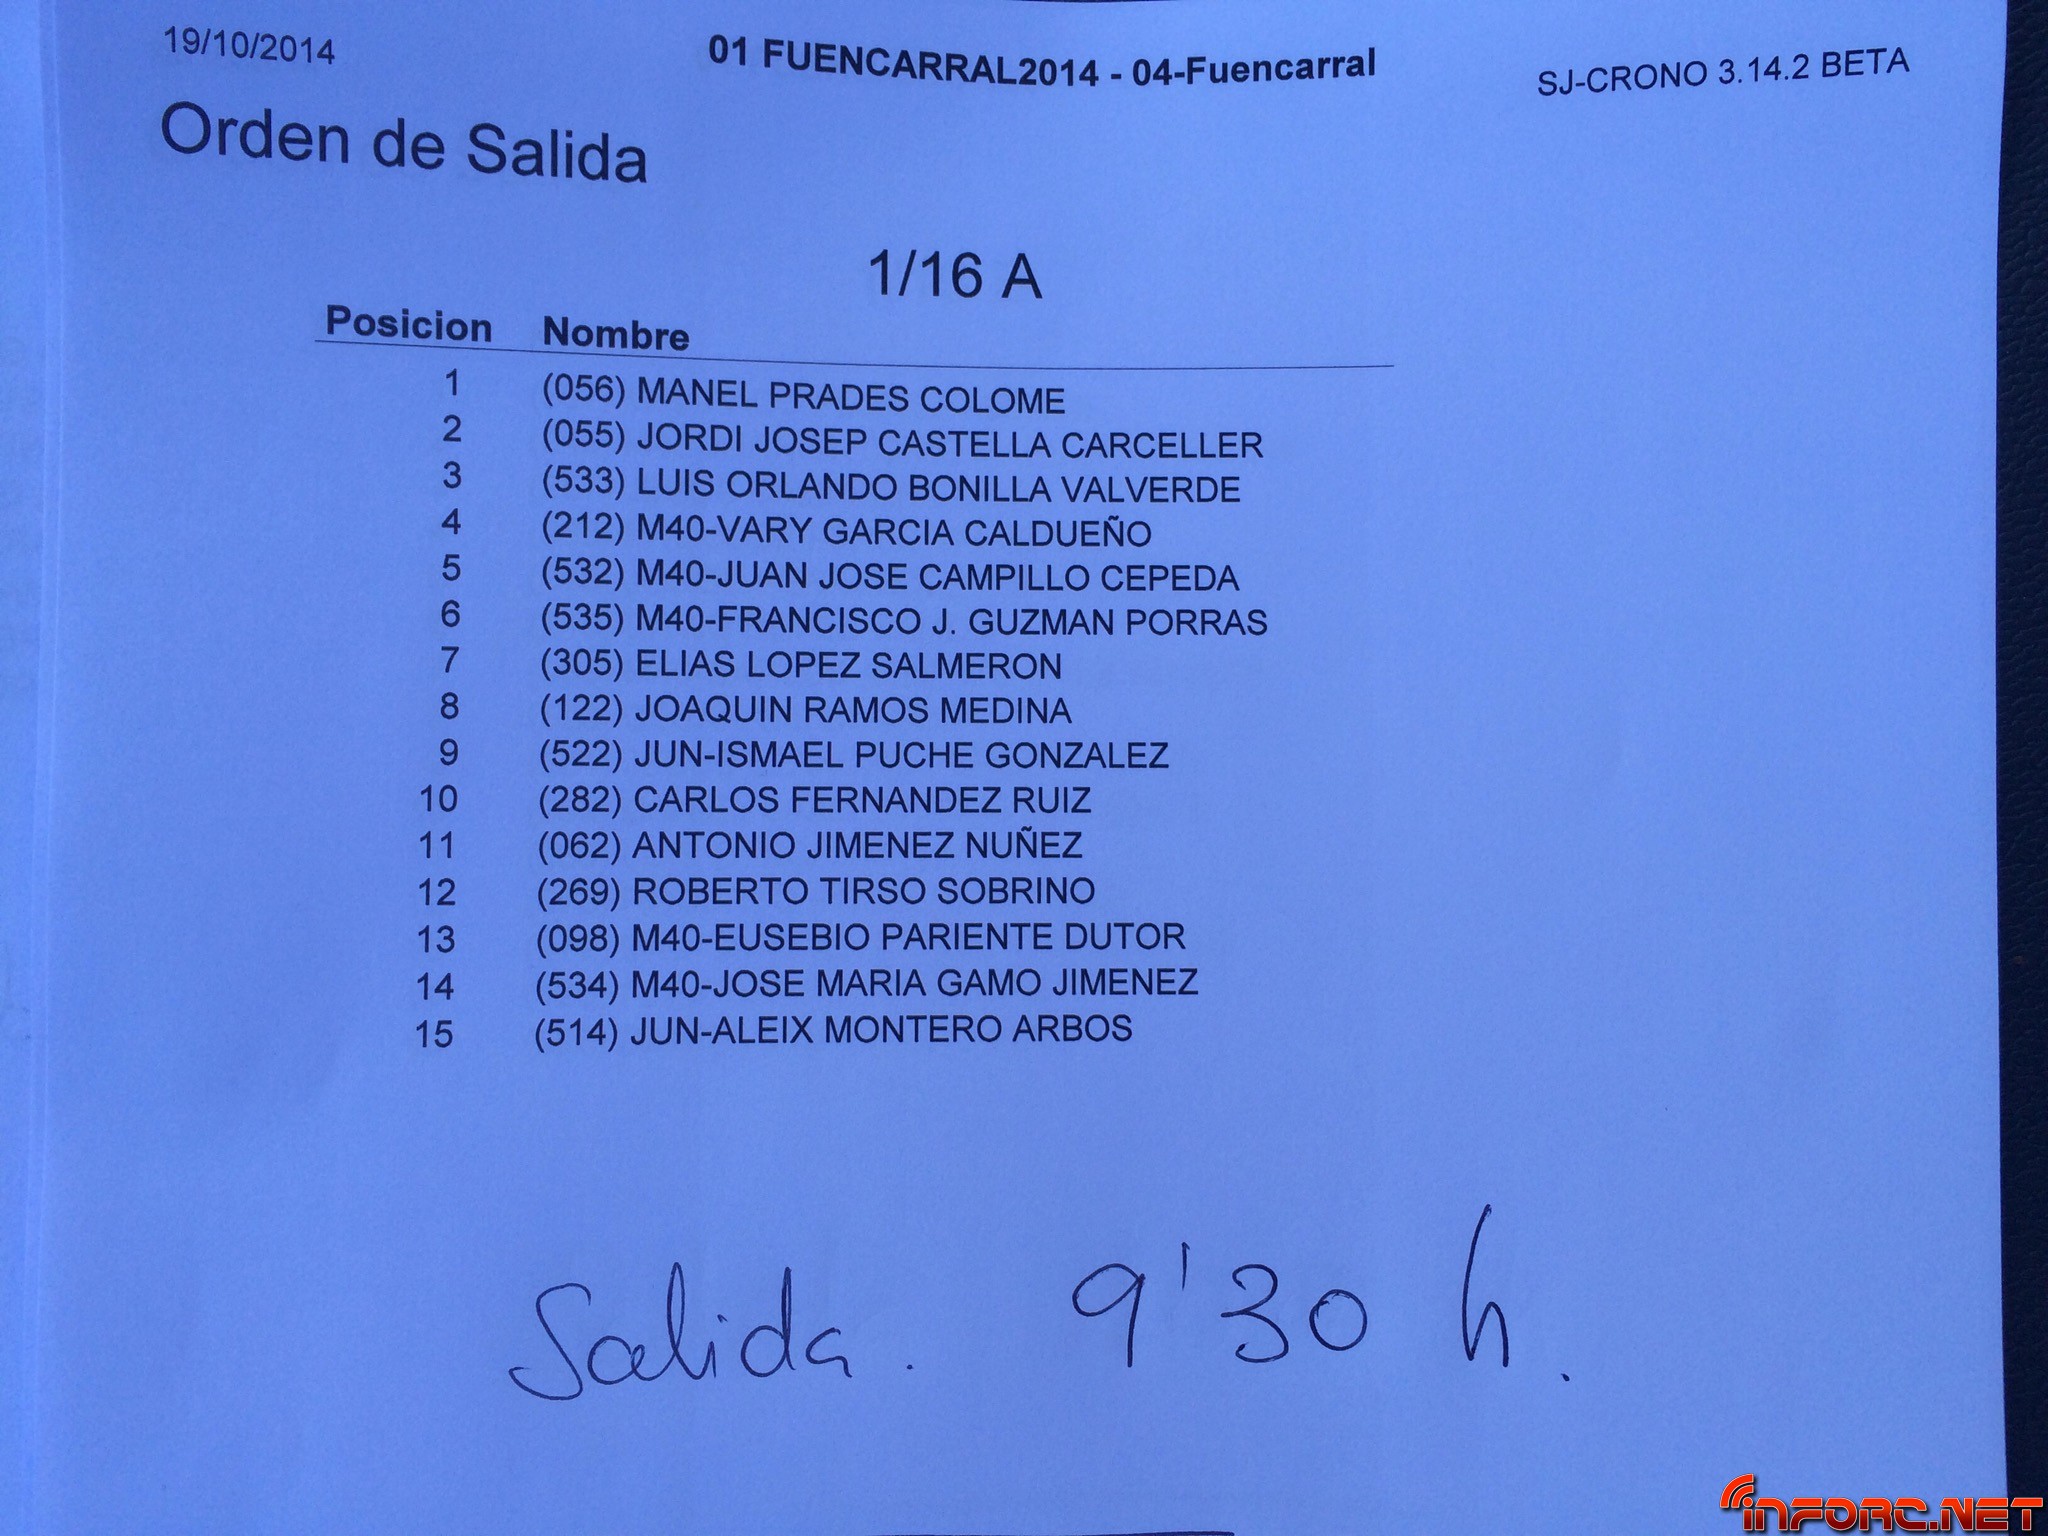 19/10/2014
01 FUENCARRAL2014 - 04-Fuencarral
SJ-CRONO 3.14.2 BETA
Orden de Salida
1/16 A
Posicion Nombre
1 (056) MANEL PRADES COLOME
2 (055) JORDI JOSEP CASTELLA CARCELLER
3 (533) LUIS ORLANDO BONILLA VALVERDE
4 (212) M40-VARY GARCIA CALDUEÑO
5 (532) M40-JUAN JOSE CAMPILLO CEPEDA
6 (535) M40-FRANCISCO J. GUZMAN PORRAS
7 (305) ELIAS LOPEZ SALMERON
8 (122) JOAQUIN RAMOS MEDINA
9 (522) JUN-ISMAEL PUCHE GONZALEZ
10 (282) CARLOS FERNANDEZ RUIZ
11 (062) ANTONIO JIMENEZ NUÑEZ
12 (269) ROBERTO TIRSO SOBRINO
13 (098) M40-EUSEBIO PARIENTE DUTOR
14 (534) M40-JOSE MARIA GAMO JIMENEZ
15 (514) JUN-ALEIX MONTERO ARBOS
Salida. 9'30 h.
INFORC.NET